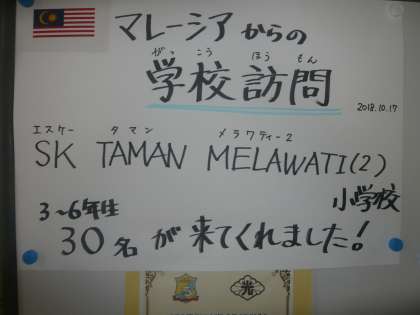 マレーシアからの
がっこうほうもん
学校訪問
2018.10.17
エスケー タマン メラワティー2
SK TAMAN MELAWATI(2)
小学校
3~6年生
30名が来てくれました!
光